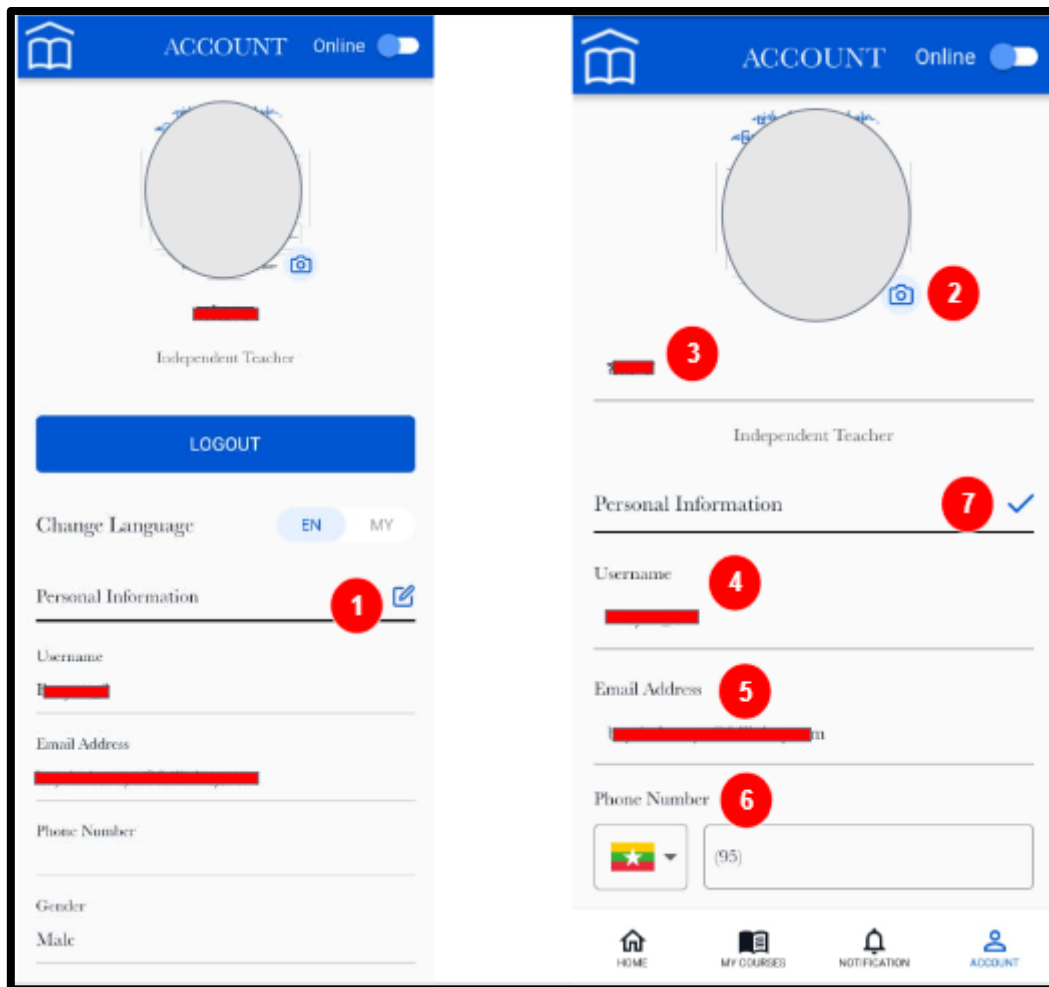 ACCOUNT Online
Independent Teacher
LOGOUT
Change Language EN MY
Personal Information 1
Username
Email Address
Phone Number
Gender
Male
ACCOUNT Online
2
3
Independent Teacher
Personal Information 7
Username 4
Email Address 5
m
Phone Number 6
(95)
HOME MY COURSES NOTIFICATION ACCOUNT